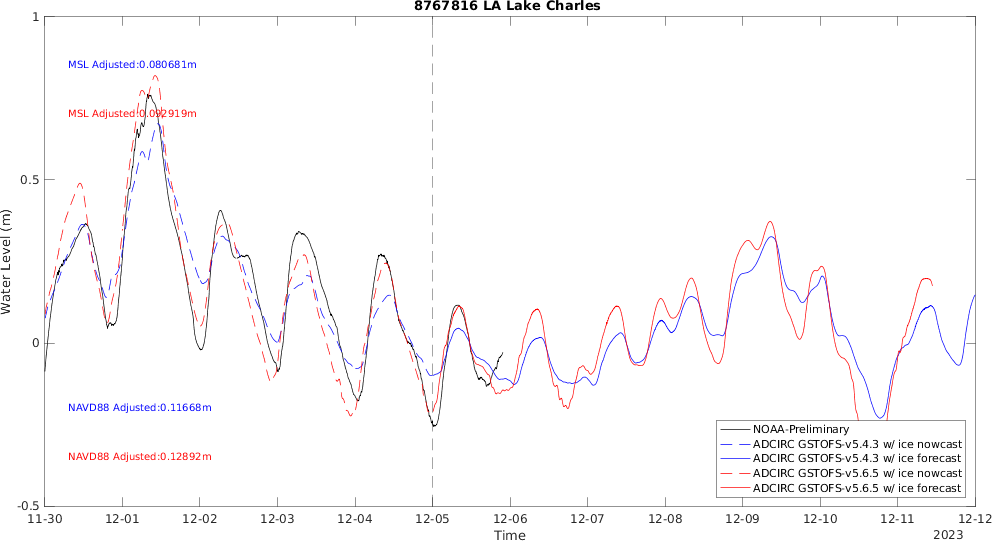 8767816 LA Lake Charles
1
MSL Adjusted:0.080681m
MSL Adjusted:0.092919m
0.5
Water Level (m)
0
NAVD88 Adjusted:0.11668m
NAVD88 Adjusted:0.12892m
NOAA-Preliminary
ADCIRC GSTOFS-v5.4.3 w/ ice nowcast
ADCIRC GSTOFS-v5.4.3 w/ ice forecast
ADCIRC GSTOFS-v5.6.5 w/ ice nowcast
ADCIRC GSTOFS-v5.6.5 w/ ice forecast
-0.5
11-30 12-01 12-02 12-03 12-04 12-05 12-06 12-07 12-08 12-09 12-10 12-11 12-12
Time
2023